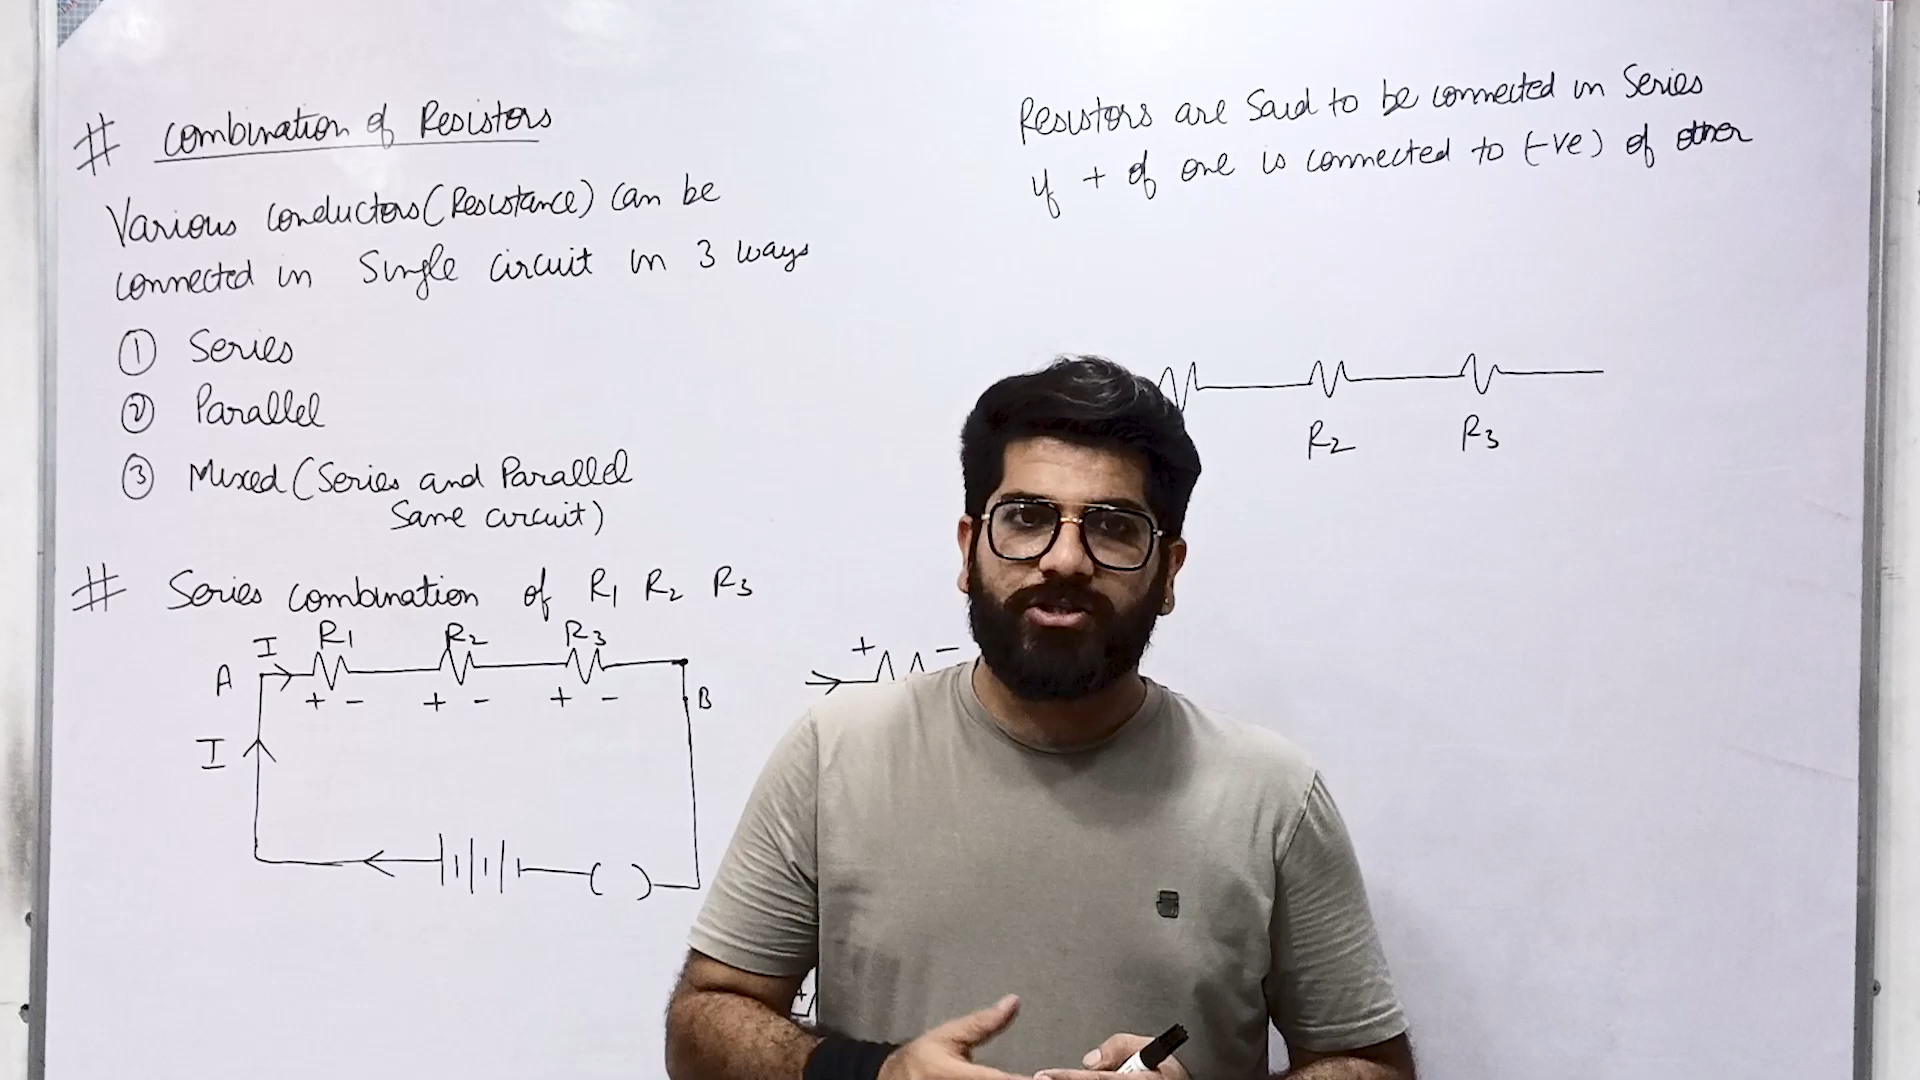 # Combination of Resistors
Various conductors (Resistance) can be
connected in Single circuit in 3 ways
① Series
② Parallel
③ Mixed (Series and Parallel
Same circuit)
# Series combination of R1 R2 R3
I R1 R2 R3
A + - + - + - B
I
Resistors are Said to be connected in Series
if + of one is connected to (-ve) of other
R2 R3
+ -